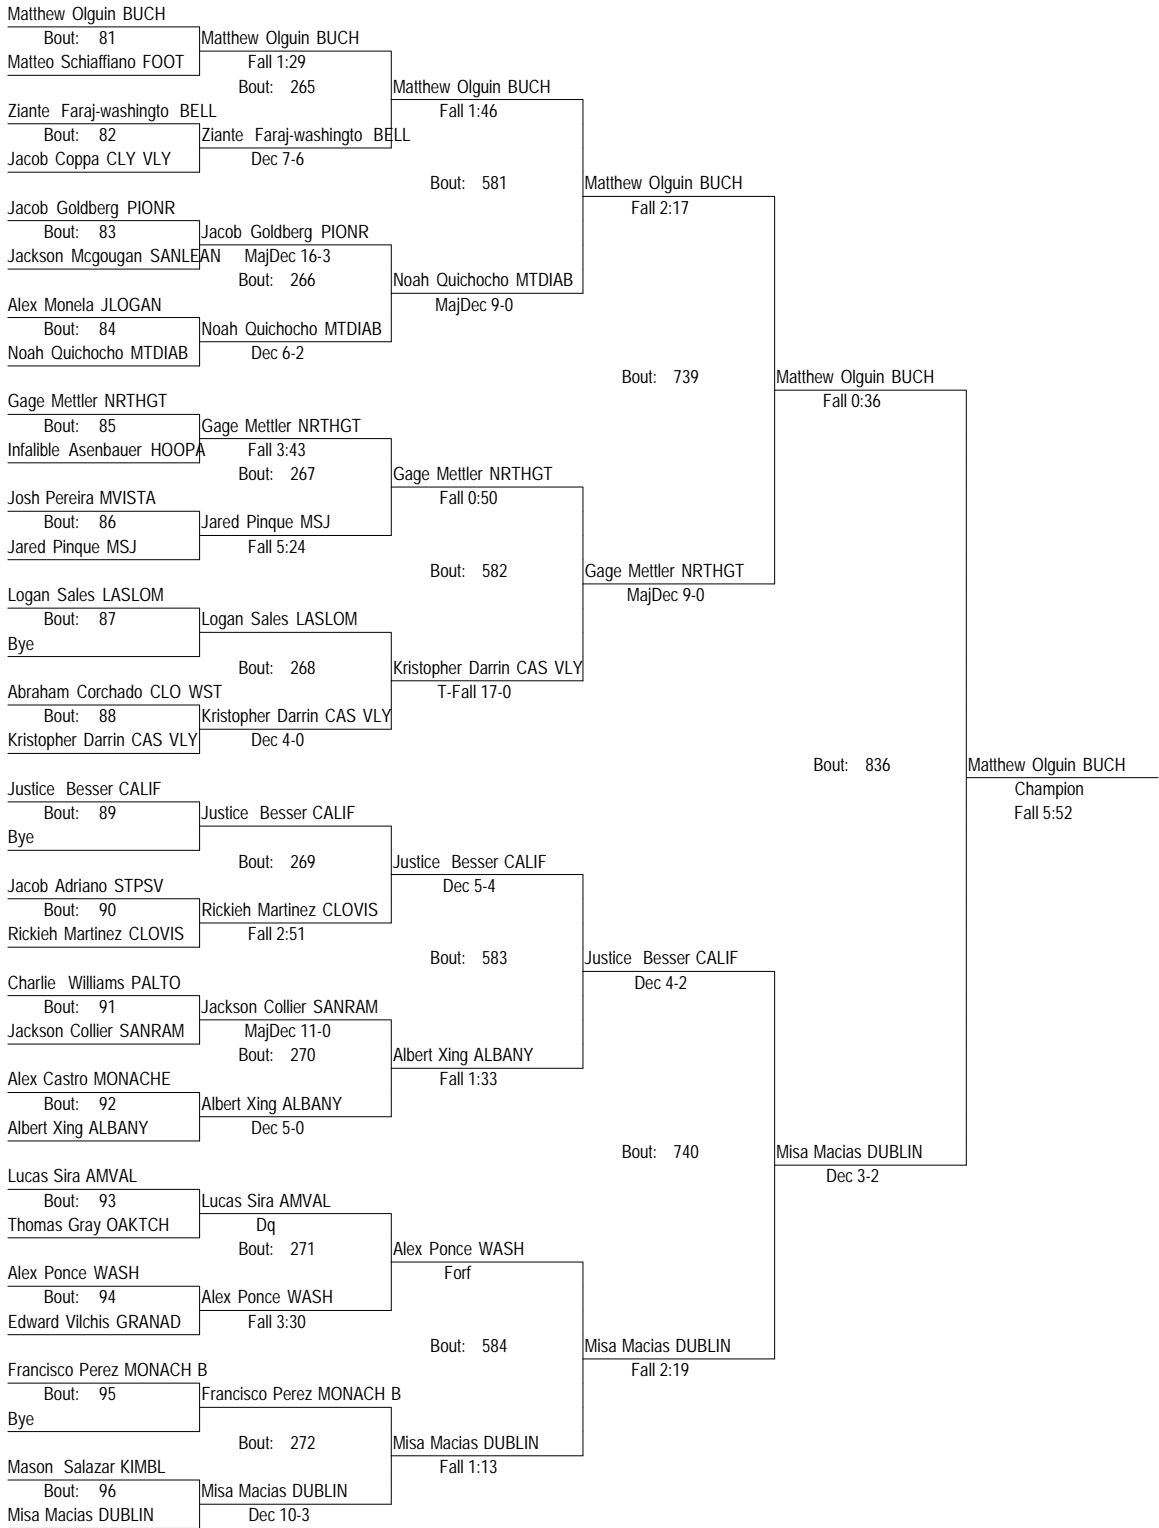 Matthew Olguin BUCH
Bout: 81
Matteo Schiaffiano FOOT
Ziante Faraj-washingto BELL
Bout: 82
Jacob Coppa CLY VLY
Jacob Goldberg PIONR
Bout: 83
Jackson Mcgougan SANLEAN
Alex Monela JLOGAN
Bout: 84
Noah Quichocho MTDIAB
Gage Mettler NRTHGT
Bout: 85
Infalible Asenbauer HOOPA
Josh Pereira MVISTA
Bout: 86
Jared Pinque MSJ
Logan Sales LASLOM
Bout: 87
Bye
Abraham Corchado CLO WST
Bout: 88
Kristopher Darrin CAS VLY
Justice Besser CALIF
Bout: 89
Bye
Jacob Adriano STPSV
Bout: 90
Rickieh Martinez CLOVIS
Charlie Williams PALTO
Bout: 91
Jackson Collier SANRAM
Alex Castro MONACHE
Bout: 92
Albert Xing ALBANY
Lucas Sira AMVAL
Bout: 93
Thomas Gray OAKTCH
Alex Ponce WASH
Bout: 94
Edward Vilchis GRANAD
Francisco Perez MONACH B
Bout: 95
Bye
Mason Salazar KIMBL
Bout: 96
Misa Macias DUBLIN
Matthew Olguin BUCH
Fall 1:29
Bout: 265
Ziante Faraj-washingto BELL
Dec 7-6
Jacob Goldberg PIONR
MajDec 16-3
Bout: 266
Noah Quichocho MTDIAB
Dec 6-2
Gage Mettler NRTHGT
Fall 3:43
Bout: 267
Jared Pinque MSJ
Fall 5:24
Logan Sales LASLOM
Bout: 268
Kristopher Darrin CAS VLY
Dec 4-0
Justice Besser CALIF
Bout: 269
Rickieh Martinez CLOVIS
Fall 2:51
Jackson Collier SANRAM
MajDec 11-0
Bout: 270
Albert Xing ALBANY
Dec 5-0
Lucas Sira AMVAL
Dq
Bout: 271
Alex Ponce WASH
Fall 3:30
Francisco Perez MONACH B
Bout: 272
Misa Macias DUBLIN
Dec 10-3
Matthew Olguin BUCH
Fall 1:46
Bout: 581
Noah Quichocho MTDIAB
MajDec 9-0
Gage Mettler NRTHGT
Fall 0:50
Bout: 582
Kristopher Darrin CAS VLY
T-Fall 17-0
Justice Besser CALIF
Dec 5-4
Bout: 583
Albert Xing ALBANY
Fall 1:33
Alex Ponce WASH
Forf
Bout: 584
Misa Macias DUBLIN
Fall 1:13
Matthew Olguin BUCH
Fall 2:17
Bout: 739
Gage Mettler NRTHGT
MajDec 9-0
Justice Besser CALIF
Dec 4-2
Bout: 740
Misa Macias DUBLIN
Fall 2:19
Matthew Olguin BUCH
Fall 0:36
Bout: 836
Misa Macias DUBLIN
Dec 3-2
Matthew Olguin BUCH
Champion
Fall 5:52